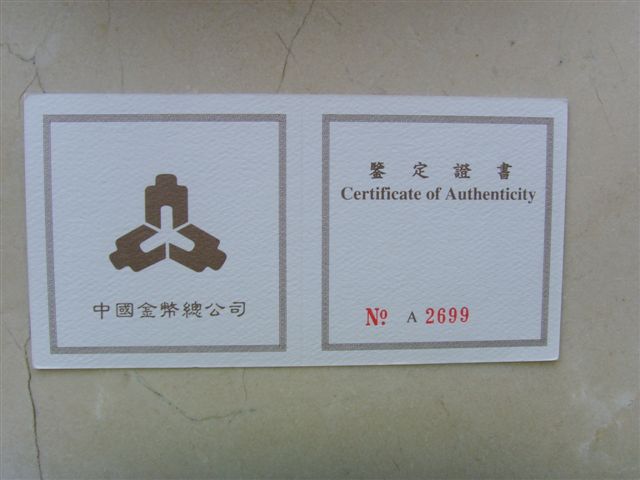 中國金幣總公司
鑒定證書
Certificate of Authenticity
Nº. A 2699